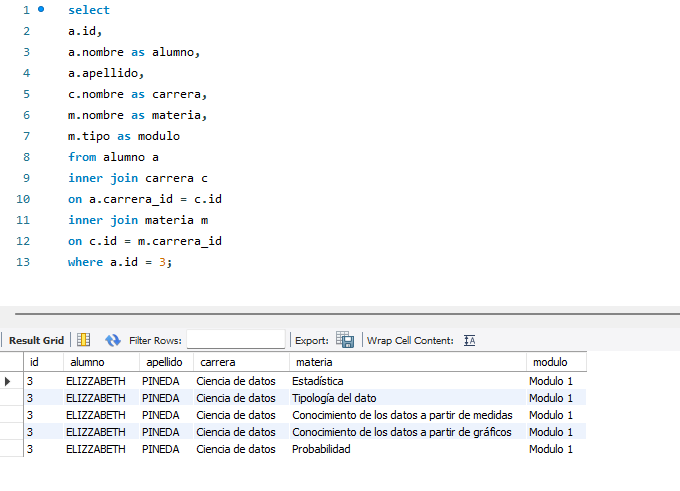 1 select
2 a.id,
3 a.nombre as alumno,
4 a.apellido,
5 c.nombre as carrera,
6 m.nombre as materia,
7 m.tipo as modulo
8 from alumno a
9 inner join carrera c
10 on a.carrera_id = c.id
11 inner join materia m
12 on c.id = m.carrera_id
13 where a.id = 3;
Result Grid Filter Rows: Export: Wrap Cell Content: IA
id alumno apellido carrera materia modulo
3 ELIZZABETH PINEDA Ciencia de datos Estadística Modulo 1
3 ELIZZABETH PINEDA Ciencia de datos Tipología del dato Modulo 1
3 ELIZZABETH PINEDA Ciencia de datos Conocimiento de los datos a partir de medidas Modulo 1
3 ELIZZABETH PINEDA Ciencia de datos Conocimiento de los datos a partir de gráficos Modulo 1
3 ELIZZABETH PINEDA Ciencia de datos Probabilidad Modulo 1